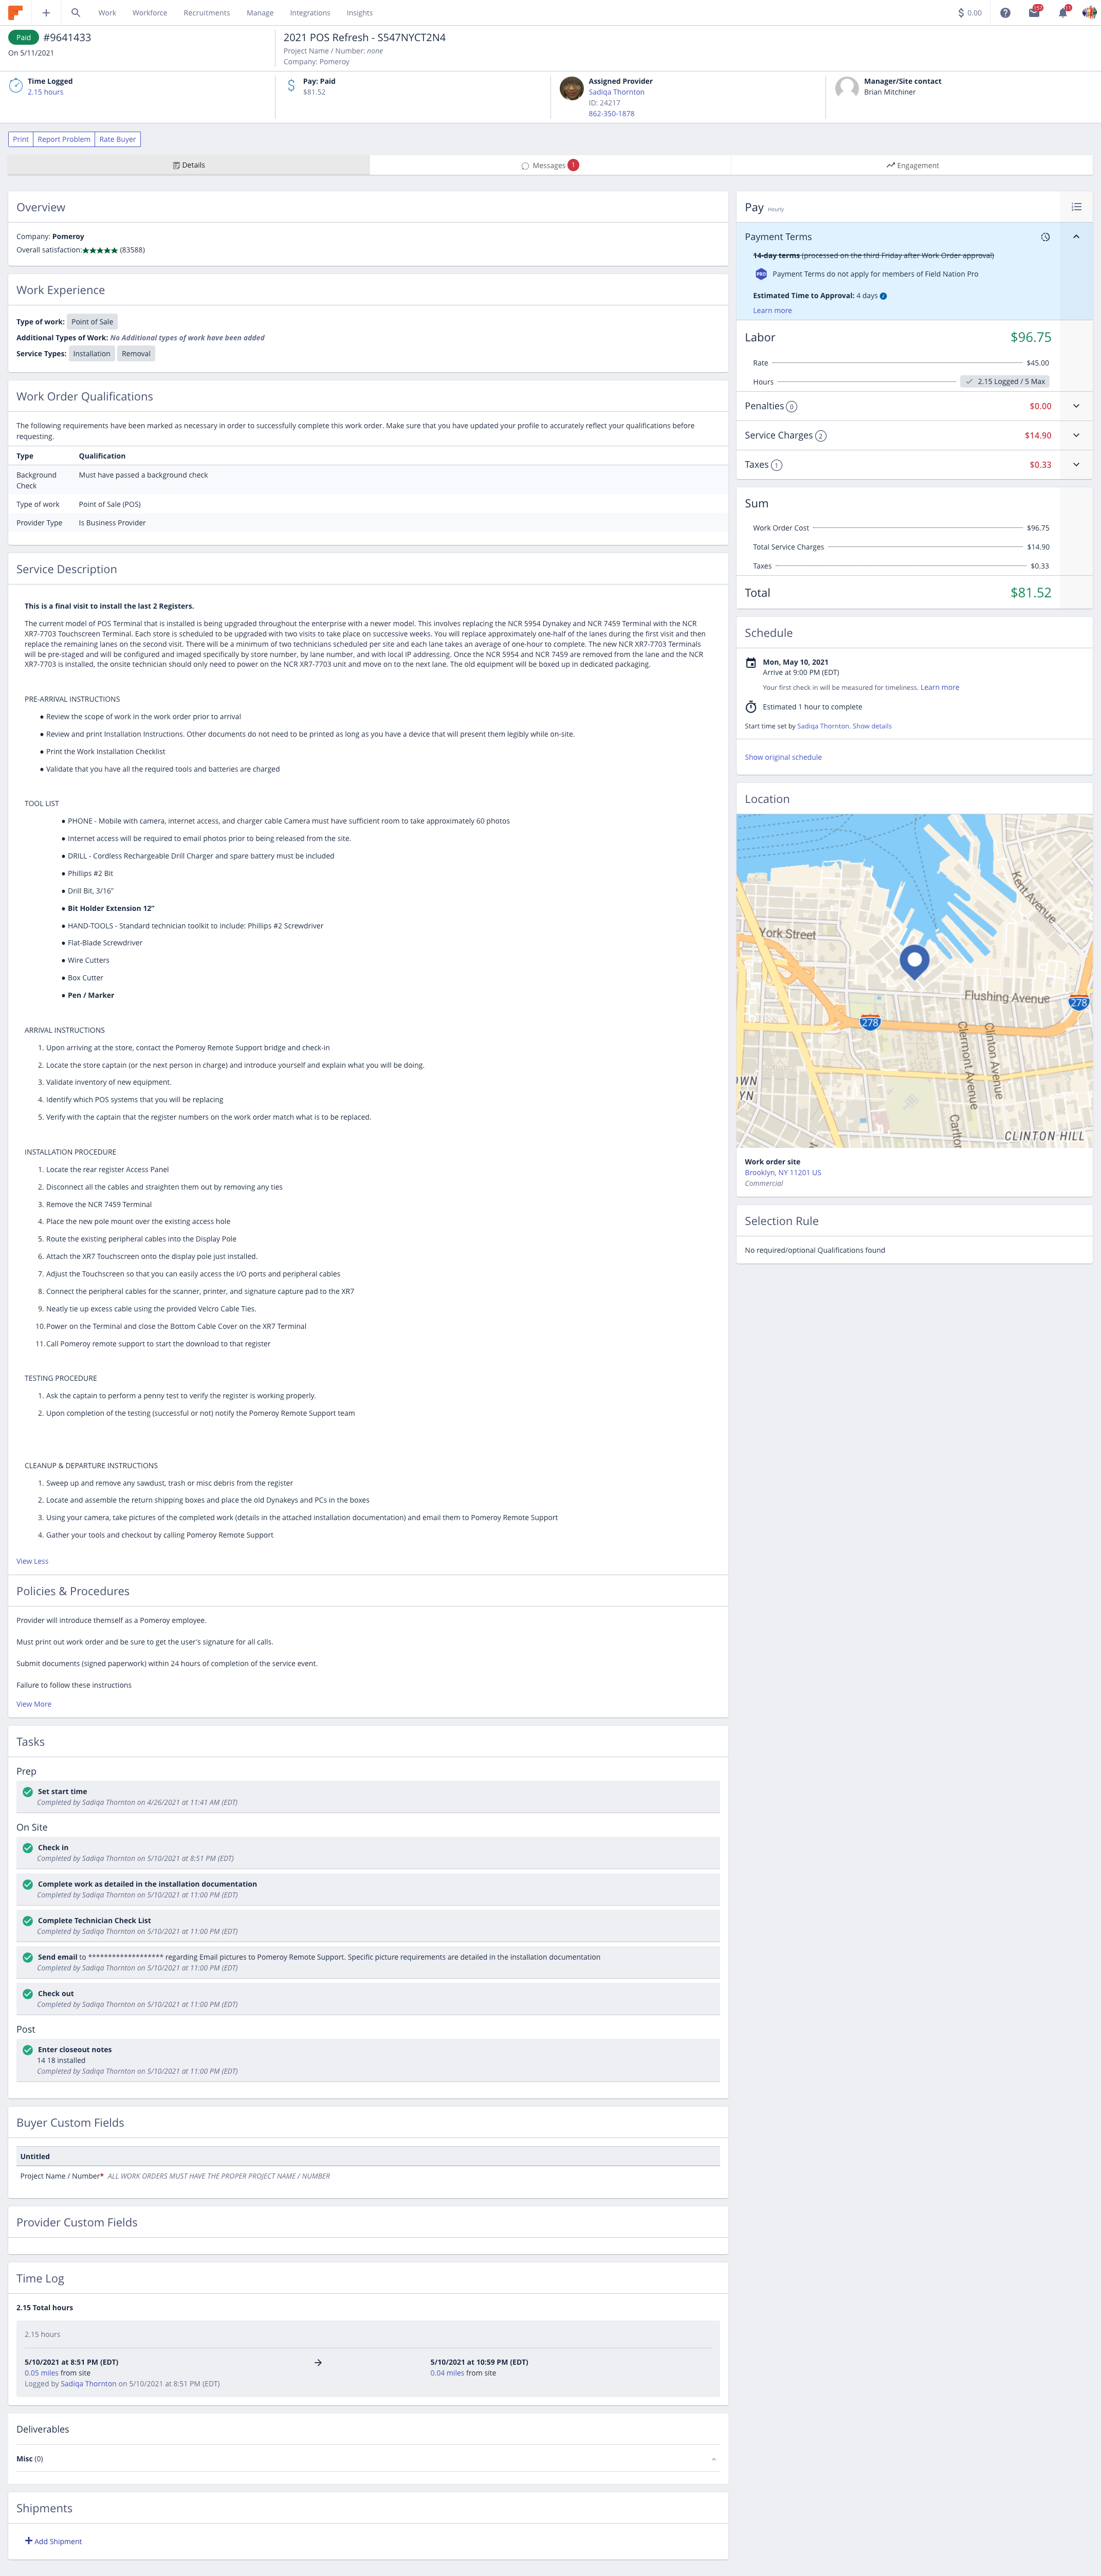 Work Workforce Recruitments Manage Integrations Insights
$ 0.00
Paid #9641433
On 5/11/2021
2021 POS Refresh - S547NYCT2N4
Project Name / Number: none
Company: Pomeroy
Time Logged
2.15 hours
Pay: Paid
$81.52
Assigned Provider
Sadiqa Thornton
ID: 24217
862-350-1878
Manager/Site contact
Brian Mitchiner
Print Report Problem Rate Buyer
Details
Messages 1
Engagement
Overview
Company: Pomeroy
Overall satisfaction:★★★★★ (83588)
Work Experience
Type of work: Point of Sale
Additional Types of Work: No Additional types of work have been added
Service Types: Installation Removal
Work Order Qualifications
The following requirements have been marked as necessary in order to successfully complete this work order. Make sure that you have updated your profile to accurately reflect your qualifications before
requesting.
Type Qualification
Background
Check
Must have passed a background check
Type of work Point of Sale (POS)
Provider Type Is Business Provider
Service Description
This is a final visit to install the last 2 Registers.
The current model of POS Terminal that is installed is being upgraded throughout the enterprise with a newer model. This involves replacing the NCR 5954 Dynakey and NCR 7459 Terminal with the NCR
XR7-7703 Touchscreen Terminal. Each store is scheduled to be upgraded with two visits to take place on successive weeks. You will replace approximately one-half of the lanes during the first visit and then
replace the remaining lanes on the second visit. There will be a minimum of two technicians scheduled per site and each lane takes an average of one-hour to complete. The new NCR XR7-7703 Terminals
will be pre-staged and will be configured and imaged specifically by store number, by lane number, and with local IP addressing. Once the NCR 5954 and NCR 7459 are removed from the lane and the NCR
XR7-7703 is installed, the onsite technician should only need to power on the NCR XR7-7703 unit and move on to the next lane. The old equipment will be boxed up in dedicated packaging.
PRE-ARRIVAL INSTRUCTIONS
● Review the scope of work in the work order prior to arrival
● Review and print Installation Instructions. Other documents do not need to be printed as long as you have a device that will present them legibly while on-site.
● Print the Work Installation Checklist
● Validate that you have all the required tools and batteries are charged
TOOL LIST
● PHONE - Mobile with camera, internet access, and charger cable Camera must have sufficient room to take approximately 60 photos
● Internet access will be required to email photos prior to being released from the site.
● DRILL - Cordless Rechargeable Drill Charger and spare battery must be included
● Phillips #2 Bit
● Drill Bit, 3/16"
● Bit Holder Extension 12"
● HAND-TOOLS - Standard technician toolkit to include: Phillips #2 Screwdriver
● Flat-Blade Screwdriver
● Wire Cutters
● Box Cutter
● Pen / Marker
ARRIVAL INSTRUCTIONS
1. Upon arriving at the store, contact the Pomeroy Remote Support bridge and check-in
2. Locate the store captain (or the next person in charge) and introduce yourself and explain what you will be doing.
3. Validate inventory of new equipment.
4. Identify which POS systems that you will be replacing
5. Verify with the captain that the register numbers on the work order match what is to be replaced.
INSTALLATION PROCEDURE
1. Locate the rear register Access Panel
2. Disconnect all the cables and straighten them out by removing any ties
3. Remove the NCR 7459 Terminal
4. Place the new pole mount over the existing access hole
5. Route the existing peripheral cables into the Display Pole
6. Attach the XR7 Touchscreen onto the display pole just installed.
7. Adjust the Touchscreen so that you can easily access the I/O ports and peripheral cables
8. Connect the peripheral cables for the scanner, printer, and signature capture pad to the XR7
9. Neatly tie up excess cable using the provided Velcro Cable Ties.
10. Power on the Terminal and close the Bottom Cable Cover on the XR7 Terminal
11. Call Pomeroy remote support to start the download to that register
TESTING PROCEDURE
1. Ask the captain to perform a penny test to verify the register is working properly.
2. Upon completion of the testing (successful or not) notify the Pomeroy Remote Support team
CLEANUP & DEPARTURE INSTRUCTIONS
1. Sweep up and remove any sawdust, trash or misc debris from the register
2. Locate and assemble the return shipping boxes and place the old Dynakeys and PCs in the boxes
3. Using your camera, take pictures of the completed work (details in the attached installation documentation) and email them to Pomeroy Remote Support
4. Gather your tools and checkout by calling Pomeroy Remote Support
View Less
Policies & Procedures
Provider will introduce themself as a Pomeroy employee.
Must print out work order and be sure to get the user's signature for all calls.
Submit documents (signed paperwork) within 24 hours of completion of the service event.
Failure to follow these instructions
View More
Tasks
Prep
Set start time
Completed by Sadiqa Thornton on 4/26/2021 at 11:41 AM (EDT)
On Site
Check in
Completed by Sadiqa Thornton on 5/10/2021 at 8:51 PM (EDT)
Complete work as detailed in the installation documentation
Completed by Sadiqa Thornton on 5/10/2021 at 11:00 PM (EDT)
Complete Technician Check List
Completed by Sadiqa Thornton on 5/10/2021 at 11:00 PM (EDT)
Send email to ******************* regarding Email pictures to Pomeroy Remote Support. Specific picture requirements are detailed in the installation documentation
Completed by Sadiqa Thornton on 5/10/2021 at 11:00 PM (EDT)
Check out
Completed by Sadiqa Thornton on 5/10/2021 at 11:00 PM (EDT)
Post
Enter closeout notes
14 18 installed
Completed by Sadiqa Thornton on 5/10/2021 at 11:00 PM (EDT)
Buyer Custom Fields
Untitled
Project Name / Number* ALL WORK ORDERS MUST HAVE THE PROPER PROJECT NAME / NUMBER
Provider Custom Fields
Time Log
2.15 Total hours
2.15 hours
5/10/2021 at 8:51 PM (EDT) → 5/10/2021 at 10:59 PM (EDT)
0.05 miles from site 0.04 miles from site
Logged by Sadiqa Thornton on 5/10/2021 at 8:51 PM (EDT)
Deliverables
Misc (0)
Shipments
+ Add Shipment
Pay Hourly
Payment Terms
14-day terms (processed on the third Friday after Work Order approval)
PRO Payment Terms do not apply for members of Field Nation Pro
Estimated Time to Approval: 4 days
Learn more
Labor $96.75
Rate $45.00
Hours 2.15 Logged / 5 Max
Penalties 0 $0.00
Service Charges 2 $14.90
Taxes 1 $0.33
Sum
Work Order Cost $96.75
Total Service Charges $14.90
Taxes $0.33
Total $81.52
Schedule
Mon, May 10, 2021
Arrive at 9:00 PM (EDT)
Your first check in will be measured for timeliness. Learn more
Estimated 1 hour to complete
Start time set by Sadiqa Thornton. Show details
Show original schedule
Location
Kent Avenue
York Street
Flushing Avenue
278
278
Clermont Avenue
Clinton Avenue
OWN
YN
Carlton
CLINTON HILL
Work order site
Brooklyn, NY 11201 US
Commercial
Selection Rule
No required/optional Qualifications found